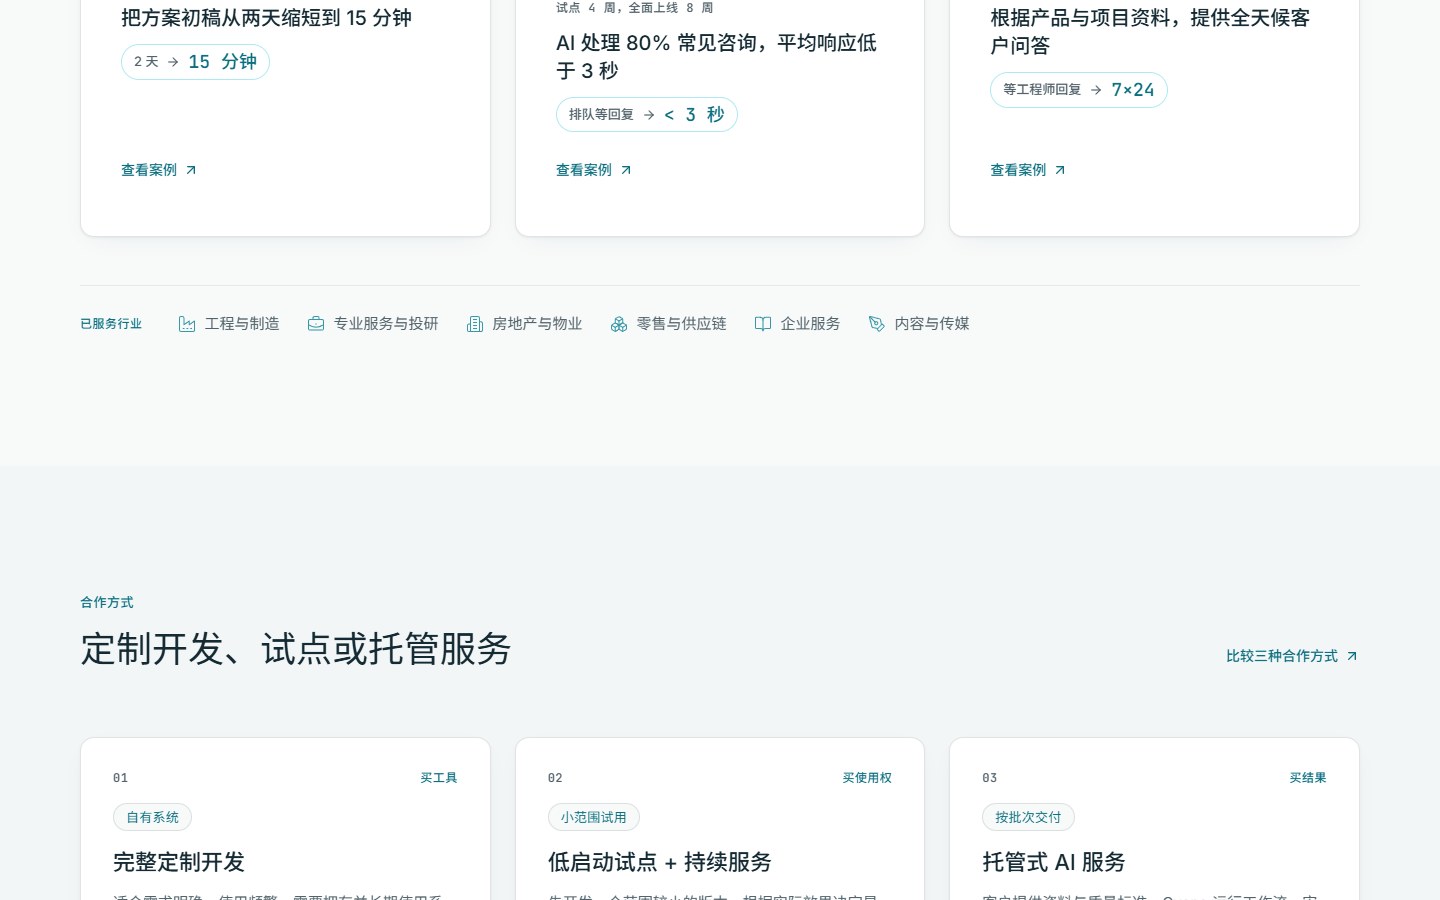 把方案初稿从两天缩短到 15 分钟
2 天 → 15 分钟
查看案例
试点 4 周，全面上线 8 周
AI 处理 80% 常见咨询，平均响应低
于 3 秒
排队等回复 → < 3 秒
查看案例
根据产品与项目资料，提供全天候客
户问答
等工程师回复 → 7×24
查看案例
已服务行业 工程与制造 专业服务与投研 房地产与物业 零售与供应链 企业服务 内容与传媒
合作方式
定制开发、试点或托管服务
比较三种合作方式
01 买工具
自有系统
完整定制开发
02 买使用权
小范围试用
低启动试点 + 持续服务
03 买结果
按批次交付
托管式 AI 服务